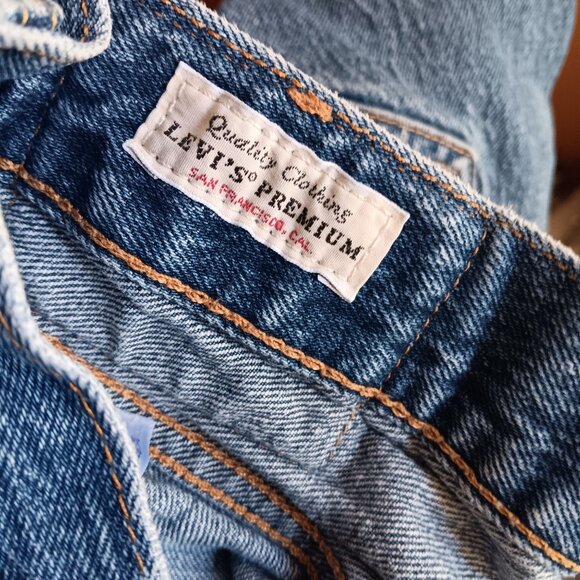 Quality Clothing
LEVI'S® PREMIUM
SAN FRANCISCO, CAL.